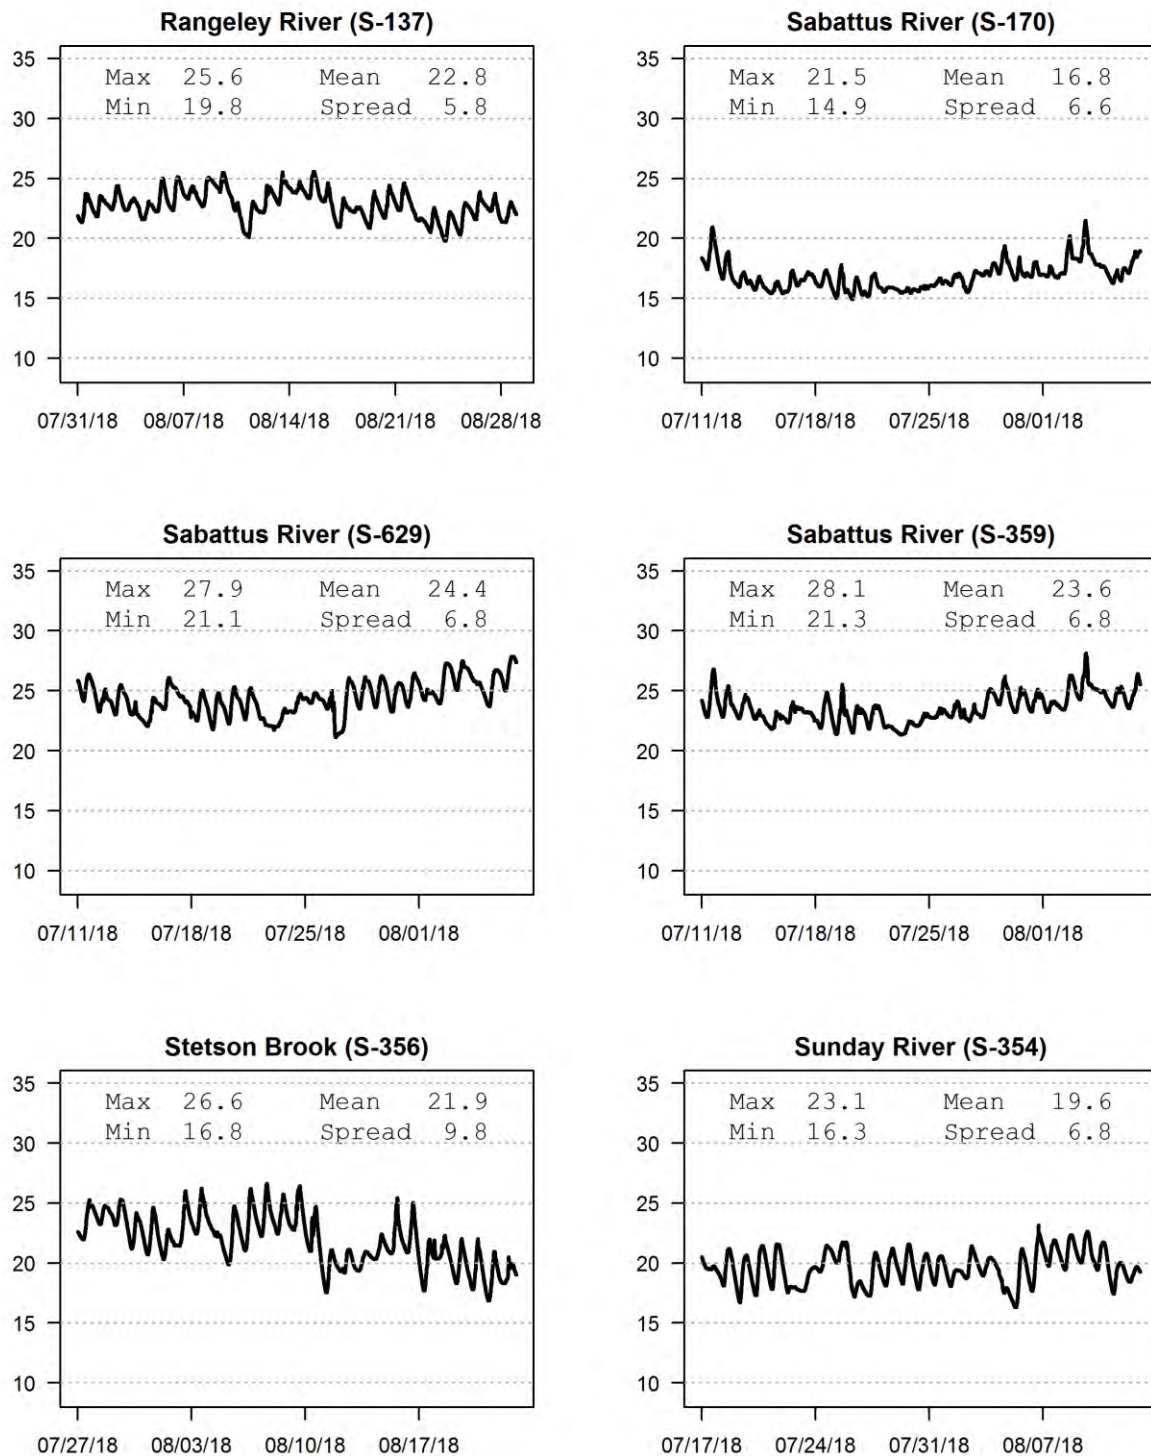 Rangeley River (S-137)
35
30
25
20
15
10
Max 25.6 Mean 22.8
Min 19.8 Spread 5.8
07/31/18 08/07/18 08/14/18 08/21/18 08/28/18
Sabattus River (S-170)
35
30
25
20
15
10
Max 21.5 Mean 16.8
Min 14.9 Spread 6.6
07/11/18 07/18/18 07/25/18 08/01/18
Sabattus River (S-629)
35
30
25
20
15
10
Max 27.9 Mean 24.4
Min 21.1 Spread 6.8
07/11/18 07/18/18 07/25/18 08/01/18
Sabattus River (S-359)
35
30
25
20
15
10
Max 28.1 Mean 23.6
Min 21.3 Spread 6.8
07/11/18 07/18/18 07/25/18 08/01/18
Stetson Brook (S-356)
35
30
25
20
15
10
Max 26.6 Mean 21.9
Min 16.8 Spread 9.8
07/27/18 08/03/18 08/10/18 08/17/18
Sunday River (S-354)
35
30
25
20
15
10
Max 23.1 Mean 19.6
Min 16.3 Spread 6.8
07/17/18 07/24/18 07/31/18 08/07/18